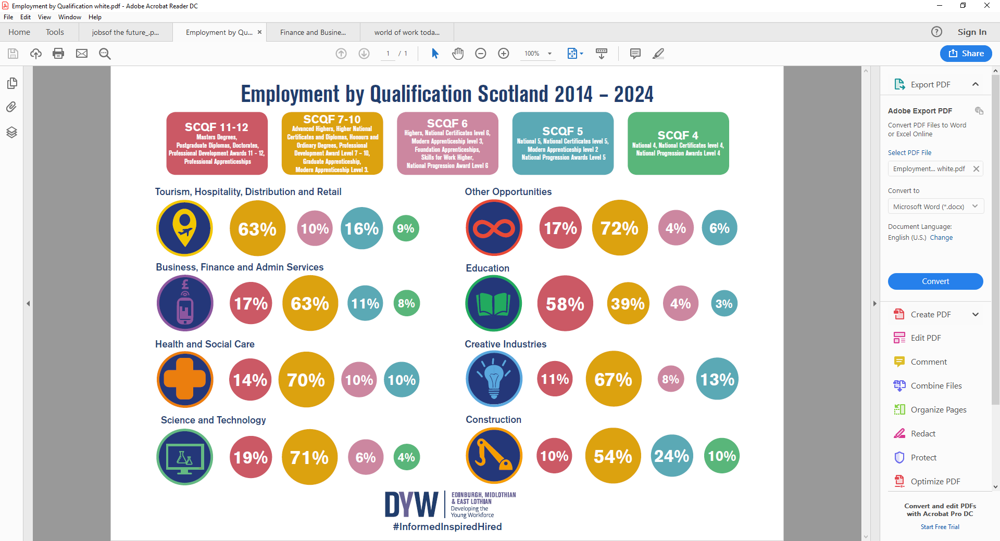 Employment by Qualification white.pdf - Adobe Acrobat Reader DC
File Edit View Window Help
Home Tools jobsof the future_.p... Employment by Qu... × Finance and Busine... world of work toda... ? Sign In
1 / 1 100% Share
Employment by Qualification Scotland 2014 – 2024
SCQF 11-12
Masters Degrees,
Postgraduate Diplomas, Doctorates,
Professional Development Awards 11 – 12,
Professional Apprenticeships
SCQF 7-10
Advanced Highers, Higher National
Certificates and Diplomas, Honours and
Ordinary Degrees, Professional
Development Award Level 7 – 10,
Graduate Apprenticeship,
Modern Apprenticeship Level 3.
SCQF 6
Highers, National Certificates level 6,
Modern Apprenticeship level 3,
Foundation Apprenticeships,
Skills for Work Higher,
National Progression Award Level 6
SCQF 5
National 5, National Certificates level 5,
Modern Apprenticeship level 2
National Progression Awards Level 5
SCQF 4
National 4, National Certificates level 4,
National Progression Awards Level 4
Tourism, Hospitality, Distribution and Retail
63% 10% 16% 9%
Business, Finance and Admin Services
£
17% 63% 11% 8%
Health and Social Care
14% 70% 10% 10%
Science and Technology
19% 71% 6% 4%
Other Opportunities
17% 72% 4% 6%
Education
58% 39% 4% 3%
Creative Industries
11% 67% 8% 13%
Construction
10% 54% 24% 10%
DYW
EDINBURGH, MIDLOTHIAN
& EAST LOTHIAN
Developing the
Young Workforce
#InformedInspiredHired
Export PDF
Adobe Export PDF
Convert PDF Files to Word
or Excel Online
Select PDF File
Employment... white.pdf
Convert to
Microsoft Word (*.docx)
Document Language:
English (U.S.) Change
Convert
Create PDF
Edit PDF
Comment
Combine Files
Organize Pages
Redact
Protect
Optimize PDF
Convert and edit PDFs
with Acrobat Pro DC
Start Free Trial